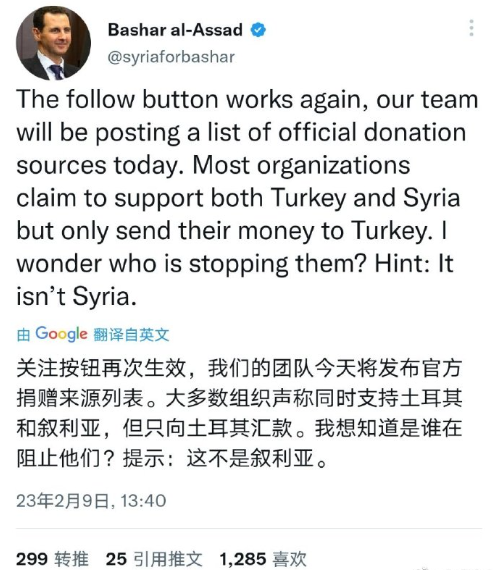 Bashar al-Assad
@syriaforbashar
The follow button works again, our team
will be posting a list of official donation
sources today. Most organizations
claim to support both Turkey and Syria
but only send their money to Turkey. I
wonder who is stopping them? Hint: It
isn't Syria.
由 Google 翻译自英文
关注按钮再次生效，我们的团队今天将发布官方
捐赠来源列表。大多数组织声称同时支持土耳其
和叙利亚，但只向土耳其汇款。我想知道是谁在
阻止他们？提示：这不是叙利亚。
23年2月9日, 13:40
299 转推 25 引用推文 1,285 喜欢